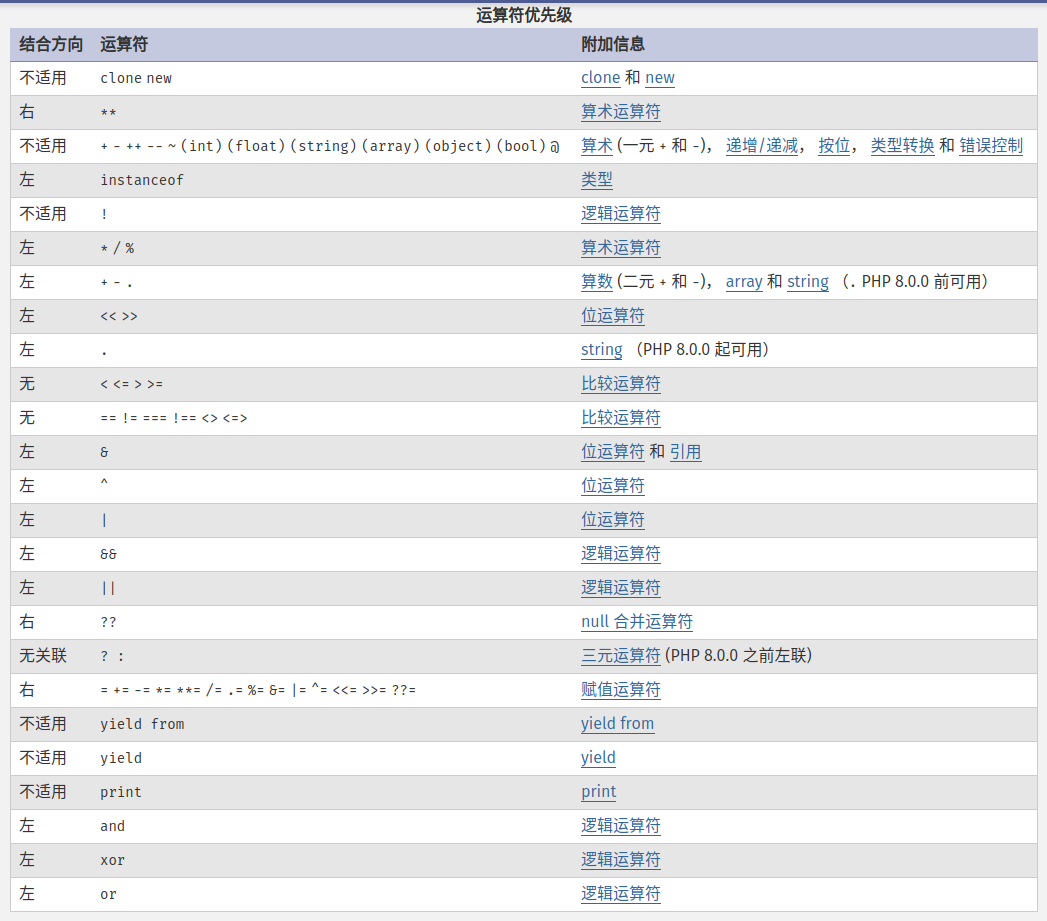 运算符优先级
结合方向 运算符 附加信息
不适用 clone new clone 和 new
右 ** 算术运算符
不适用 + - ++ -- ~ (int) (float) (string) (array) (object) (bool) @ 算术 (一元 + 和 -)， 递增/递减， 按位， 类型转换 和 错误控制
左 instanceof 类型
不适用 ! 逻辑运算符
左 * / % 算术运算符
左 + - . 算数 (二元 + 和 -)， array 和 string （. PHP 8.0.0 前可用）
左 << >> 位运算符
左 . string （PHP 8.0.0 起可用）
无 < <= > >= 比较运算符
无 == != === !== <> <=> 比较运算符
左 & 位运算符 和 引用
左 ^ 位运算符
左 | 位运算符
左 && 逻辑运算符
左 || 逻辑运算符
右 ?? null 合并运算符
无关联 ? : 三元运算符 (PHP 8.0.0 之前左联)
右 = += -= *= **= /= .= %= &= |= ^= <<= >>= ??= 赋值运算符
不适用 yield from yield from
不适用 yield yield
不适用 print print
左 and 逻辑运算符
左 xor 逻辑运算符
左 or 逻辑运算符